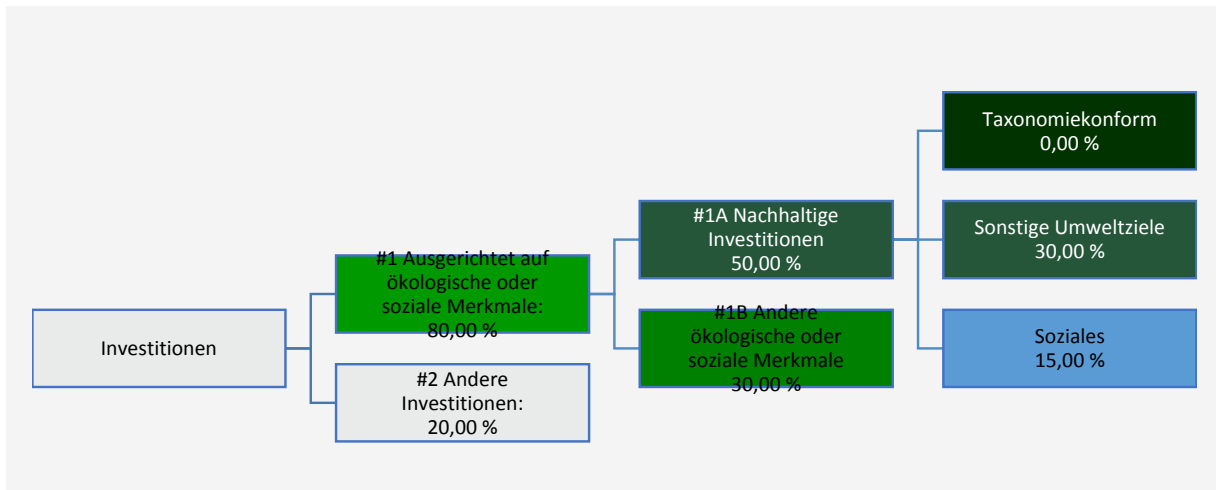 Investitionen
#1 Ausgerichtet auf
ökologische oder
soziale Merkmale:
80,00 %
#2 Andere
Investitionen:
20,00 %
#1A Nachhaltige
Investitionen
50,00 %
#1B Andere
ökologische oder
soziale Merkmale
30,00 %
Taxonomiekonform
0,00 %
Sonstige Umweltziele
30,00 %
Soziales
15,00 %